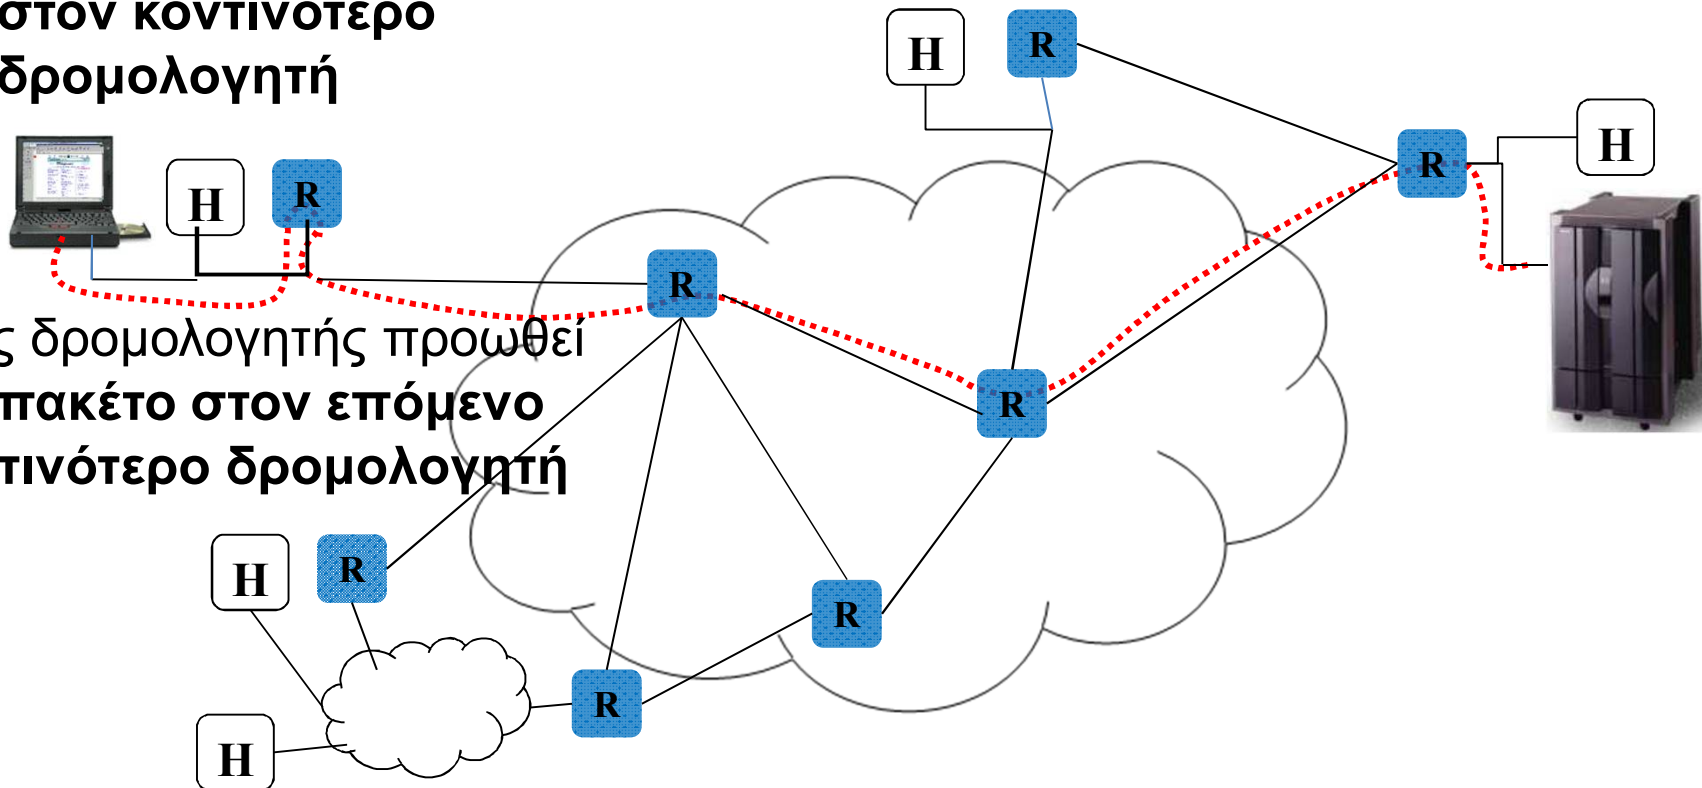 στον κοντινότερο
δρομολογητή
H
R
R
H
H
R
R
ς δρομολογητής προωθεί
πακέτο στον επόμενο
τινότερο δρομολογητή
R
H
R
R
R
H